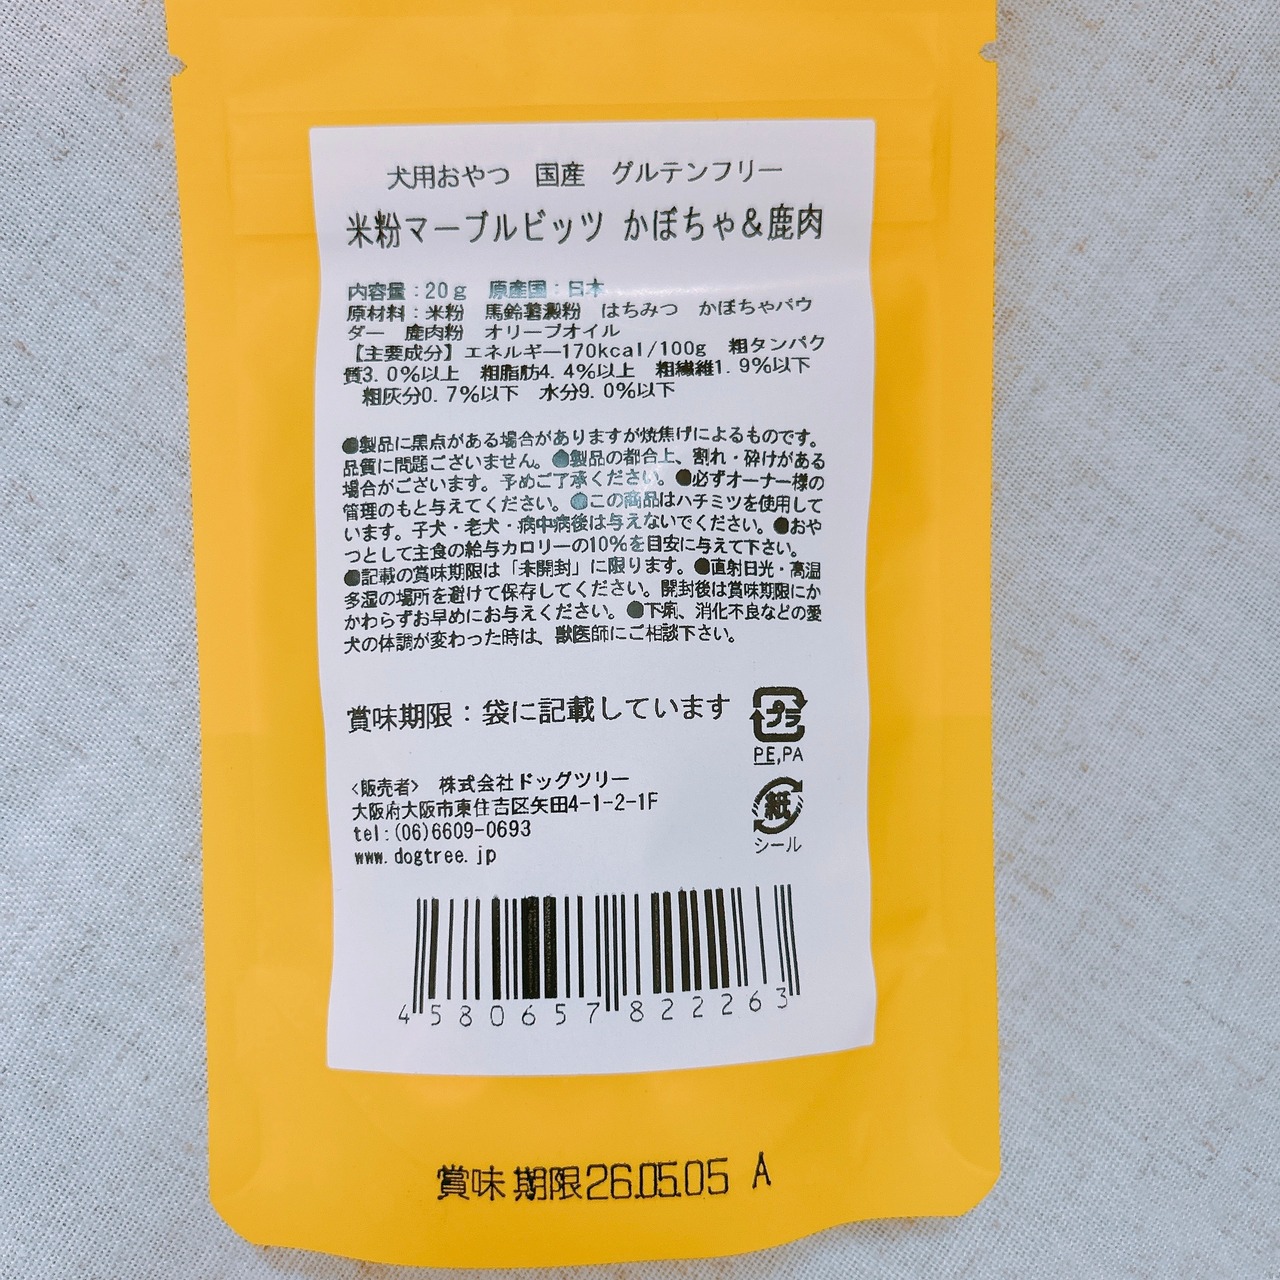 犬用おやつ 国産 グルテンフリー
米粉マーブルビッツ かぼちゃ&鹿肉
内容量:20g 原産国:日本
原材料:米粉 馬鈴薯澱粉 はちみつ かぼちゃパウ
ダー 鹿肉粉 オリーブオイル
【主要成分】エネルギー170kcal/100g 粗タンパク
質3.0%以上 粗脂肪4.4%以上 粗繊維1.9%以下
粗灰分0.7%以下 水分9.0%以下
●製品に黒点がある場合がありますが焼焦げによるものです。
品質に問題ございません。●製品の都合上、割れ・砕けがある
場合がございます。予めご了承ください。●必ずオーナー様の
管理のもと与えてください。●この商品はハチミツを使用して
います。子犬・老犬・病中病後は与えないでください。●おや
つとして主食の給与カロリーの10%を目安に与えて下さい。
●記載の賞味期限は「未開封」に限ります。●直射日光・高温
多湿の場所を避けて保存してください。開封後は賞味期限にか
かわらずお早めにお与えください。●下痢、消化不良などの愛
犬の体調が変わった時は、獣医師にご相談下さい。
賞味期限:袋に記載しています
プラ
PE,PA
<販売者> 株式会社ドッグツリー
大阪府大阪市東住吉区矢田4-1-2-1F
tel:(06)6609-0693
www.dogtree.jp
紙
シール
4580657822263
賞味期限26.05.05 A